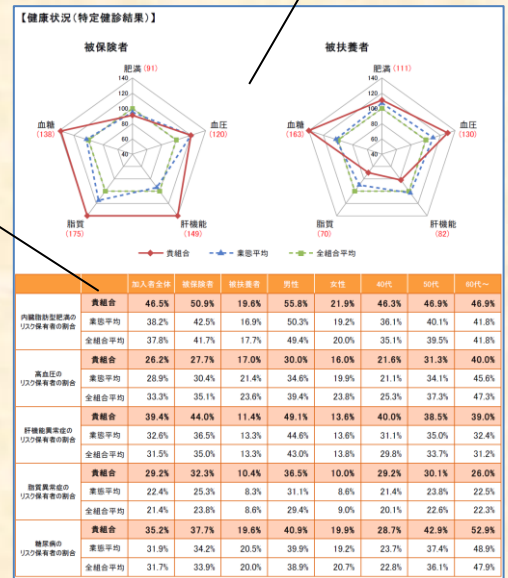 【健康状況(特定健診結果)】
被保険者
被扶養者
肥満(91)
肥満(111)
140
120
100
80
60
40
140
120
100
80
60
40
血糖
(138)
血圧
(120)
血糖
(163)
血圧
(130)
脂質
(175)
肝機能
(149)
脂質
(70)
肝機能
(82)
貴組合 業態平均 全組合平均
加入者全体 被保険者 被扶養者 男性 女性 40代 50代 60代~
内臓脂肪型肥満の
リスク保有者の割合
貴組合 46.5% 50.9% 19.6% 55.8% 21.9% 46.3% 46.9% 46.9%
業態平均 38.2% 42.5% 16.9% 50.3% 19.2% 36.1% 40.1% 41.8%
全組合平均 37.8% 41.7% 17.7% 49.4% 20.0% 35.1% 39.5% 41.8%
高血圧の
リスク保有者の割合
貴組合 26.2% 27.7% 17.0% 30.0% 16.0% 21.6% 31.3% 40.0%
業態平均 28.9% 30.4% 21.4% 34.6% 19.9% 21.1% 34.1% 45.6%
全組合平均 33.3% 35.1% 23.6% 39.4% 23.8% 25.3% 37.3% 47.3%
肝機能異常症の
リスク保有者の割合
貴組合 39.4% 44.0% 11.4% 49.1% 13.6% 40.0% 38.5% 39.0%
業態平均 32.6% 36.5% 13.3% 44.6% 13.6% 31.1% 35.0% 32.4%
全組合平均 31.5% 35.0% 13.3% 43.0% 13.8% 29.8% 33.7% 31.2%
脂質異常症の
リスク保有者の割合
貴組合 29.2% 32.3% 10.4% 36.5% 10.0% 29.2% 30.1% 26.0%
業態平均 22.4% 25.3% 8.3% 31.1% 8.6% 21.4% 23.8% 22.5%
全組合平均 21.4% 23.8% 8.6% 29.4% 9.0% 20.1% 22.6% 22.3%
糖尿病の
リスク保有者の割合
貴組合 35.2% 37.7% 19.6% 40.9% 19.9% 28.7% 42.9% 52.9%
業態平均 31.9% 34.2% 20.5% 39.9% 19.2% 23.7% 37.4% 48.9%
全組合平均 31.7% 33.9% 20.0% 38.9% 20.7% 22.8% 36.1% 47.9%